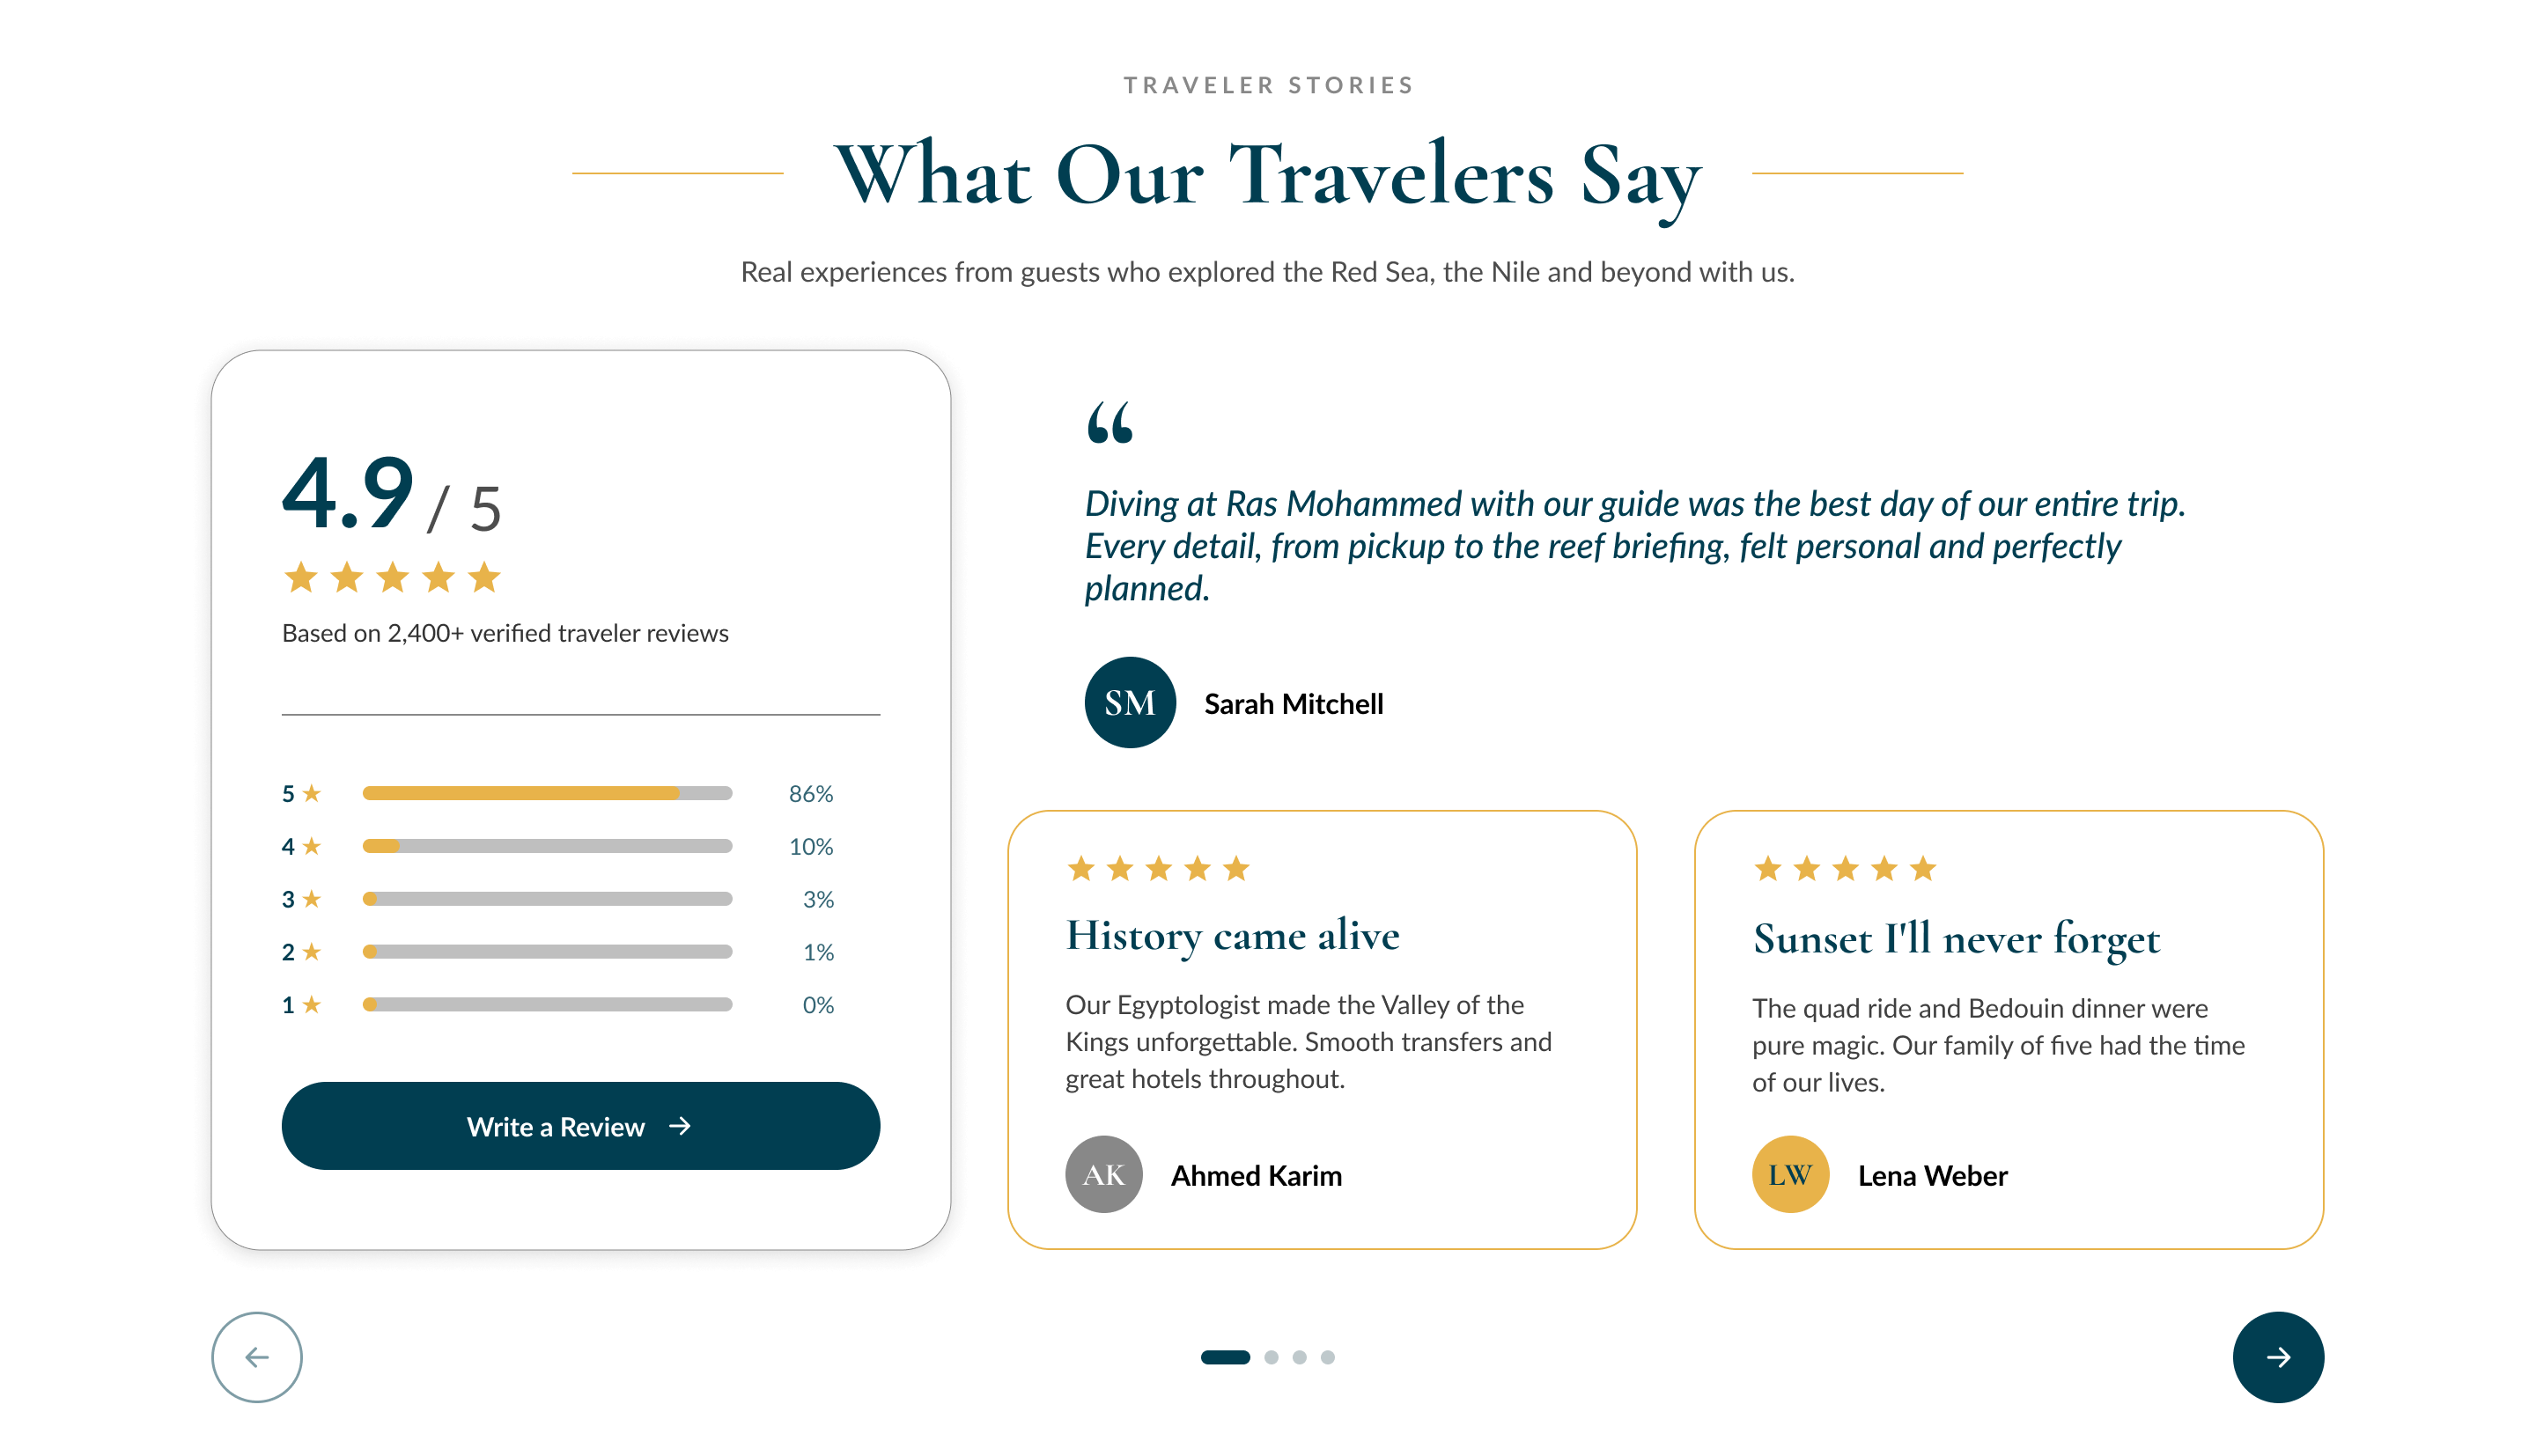 TRAVELER STORIES
What Our Travelers Say
Real experiences from guests who explored the Red Sea, the Nile and beyond with us.
4.9 / 5
Based on 2,400+ verified traveler reviews
5 86%
4 10%
3 3%
2 1%
1 0%
Write a Review
“
Diving at Ras Mohammed with our guide was the best day of our entire trip.
Every detail, from pickup to the reef briefing, felt personal and perfectly
planned.
SM Sarah Mitchell
History came alive
Our Egyptologist made the Valley of the
Kings unforgettable. Smooth transfers and
great hotels throughout.
AK Ahmed Karim
Sunset I'll never forget
The quad ride and Bedouin dinner were
pure magic. Our family of five had the time
of our lives.
LW Lena Weber